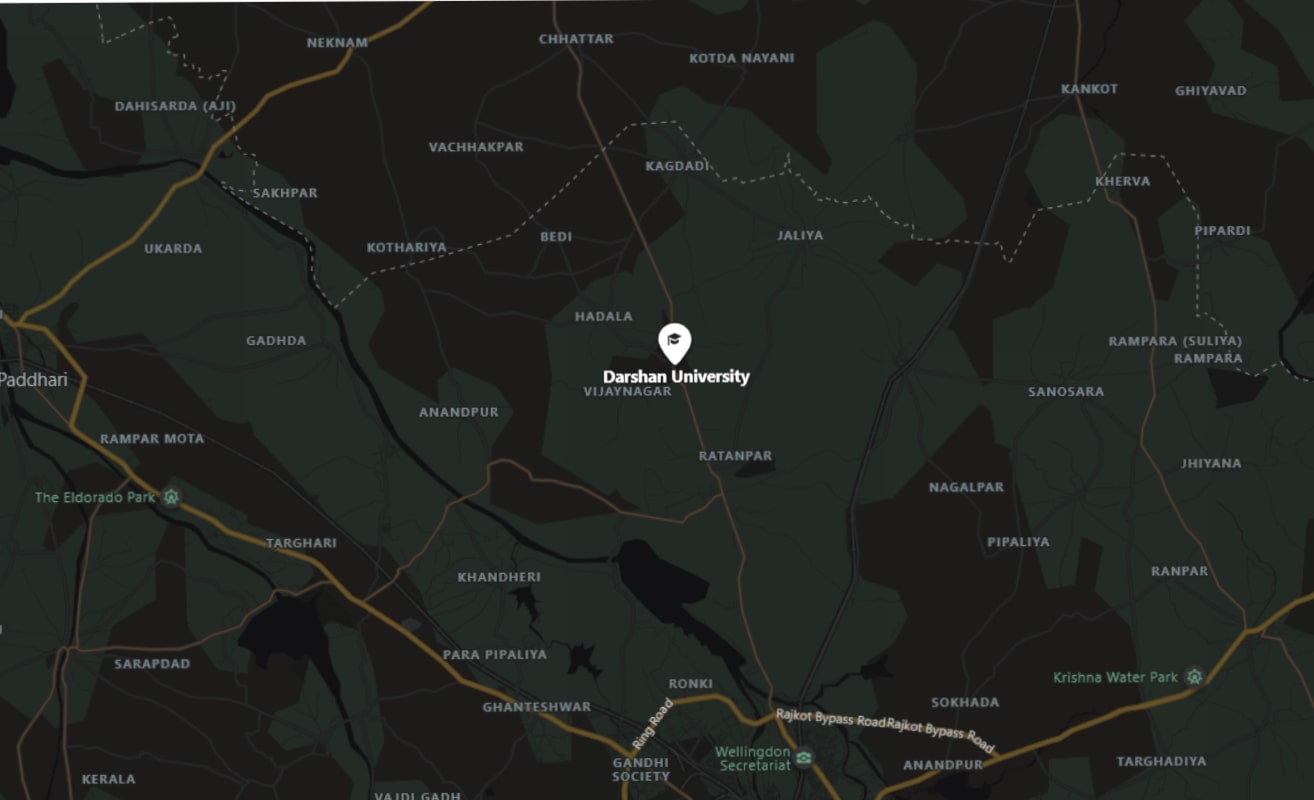 NEKNAM
CHHATTAR
KOTDA NAYANI
KANKOT
GHIYAVAD
DAHISARDA (AJI)
VACHHAKPAR
KAGDADI
KHERVA
SAKHPAR
PIPARDI
UKARDA
KOTHARIYA
BEDI
JALIYA
HADALA
GADHDA
RAMPARA (SULIYA)
RAMPARA
Paddhari
Darshan University
VIJAYNAGAR
SANOSARA
ANANDPUR
RAMPAR MOTA
RATANPAR
JHIYANA
The Eldorado Park
NAGALPAR
TARGHARI
PIPALIYA
KHANDHERI
RANPAR
SARAPDAD
PARA PIPALIYA
RONKI
Krishna Water Park
GHANTESHWAR
Ring Road
SOKHADA
Rajkot Bypass Road
Rajkot Bypass Road
Wellingdon
Secretariat
GANDHI
SOCIETY
ANANDPUR
TARGHADIYA
KERALA
VAJDI GADH